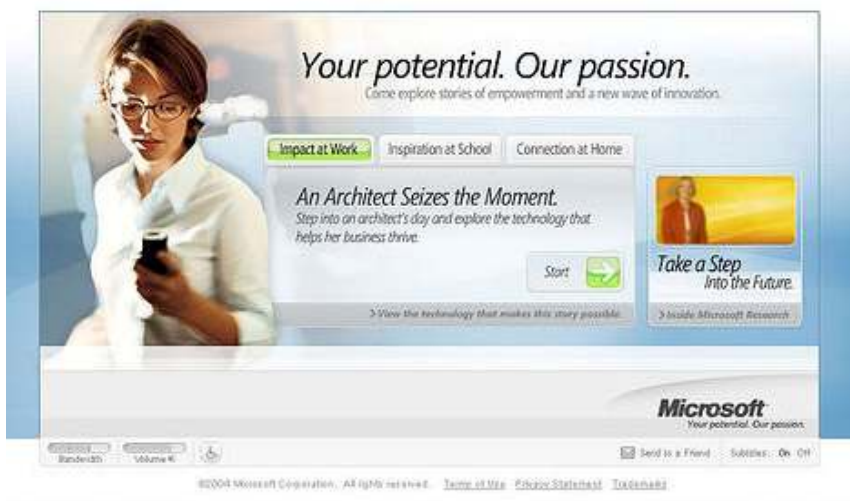 Your potential. Our passion.
Come explore stories of empowerment and a new wave of innovation.
Impact at Work
Inspiration at School
Connection at Home
An Architect Seizes the Moment.
Step into an architect's day and explore the technology that
helps her business thrive.
Start
> View the technology that makes this story possible.
Take a Step
Into the Future.
> Inside Microsoft Research
Microsoft
Your potential. Our passion.
Bandwidth
Volume
Send to a Friend
Subtitles: On Off
©2004 Microsoft Corporation. All rights reserved. Terms of Use Privacy Statement Trademarks